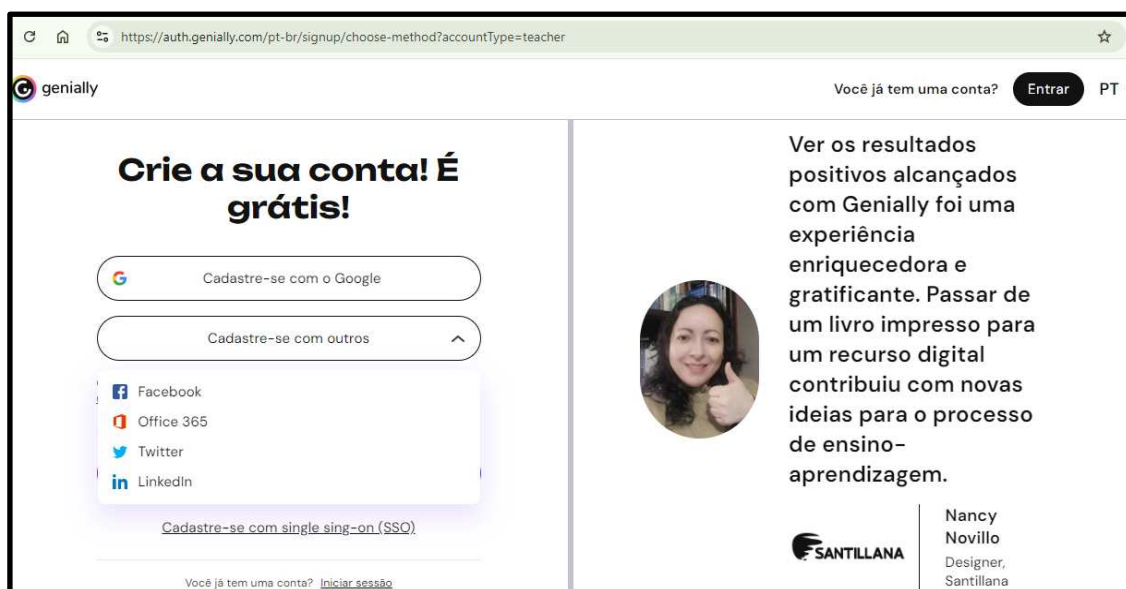 https://auth.genially.com/pt-br/signup/choose-method?accountType=teacher
genially
Você já tem uma conta?
Entrar
PT
Crie a sua conta! É
grátis!
Cadastre-se com o Google
Cadastre-se com outros
Facebook
Office 365
Twitter
LinkedIn
Cadastre-se com single sing-on (SSO)
Você já tem uma conta? Iniciar sessão
Ver os resultados
positivos alcançados
com Genially foi uma
experiência
enriquecedora e
gratificante. Passar de
um livro impresso para
um recurso digital
contribuiu com novas
ideias para o processo
de ensino-
aprendizagem.
SANTILLANA
Nancy
Novillo
Designer,
Santillana